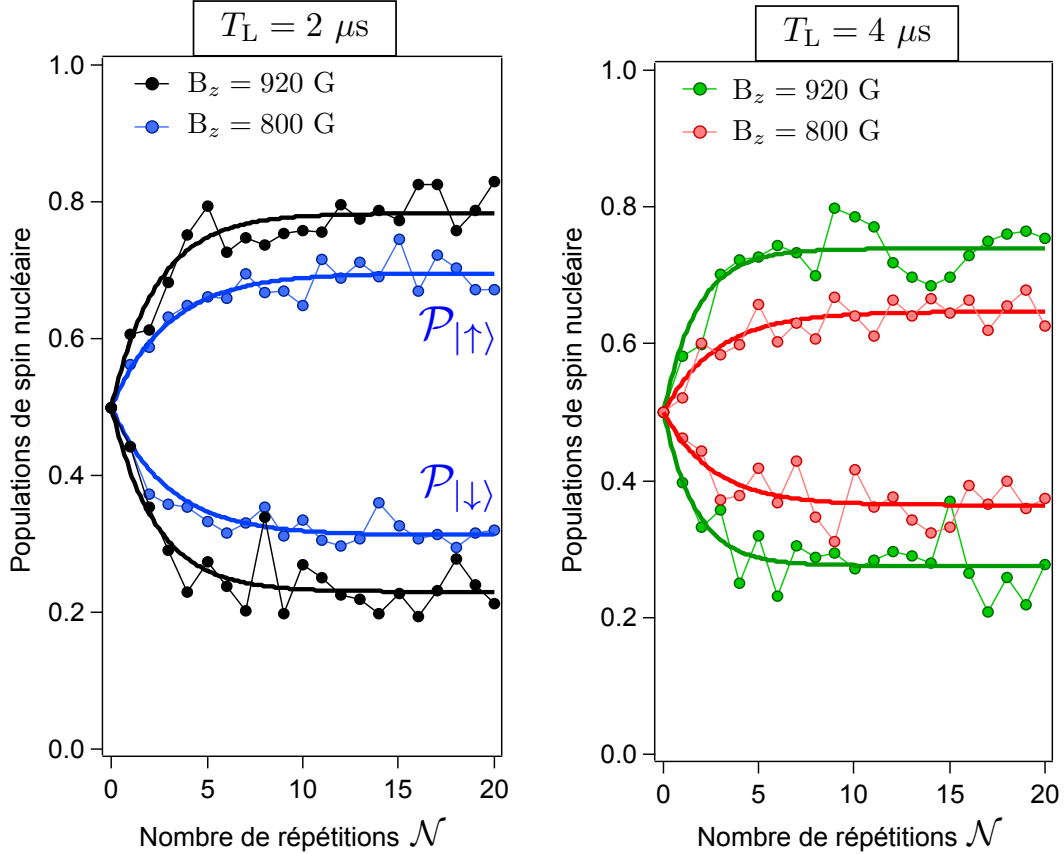 T_L = 2 μs
1.0
B_z = 920 G
B_z = 800 G
0.8
0.6
0.4
0.2
0.0
Populations de spin nucléaire
𝒫|↑⟩
𝒫|↓⟩
0 5 10 15 20
Nombre de répétitions 𝒩
T_L = 4 μs
1.0
B_z = 920 G
B_z = 800 G
0.8
0.6
0.4
0.2
0.0
Populations de spin nucléaire
0 5 10 15 20
Nombre de répétitions 𝒩